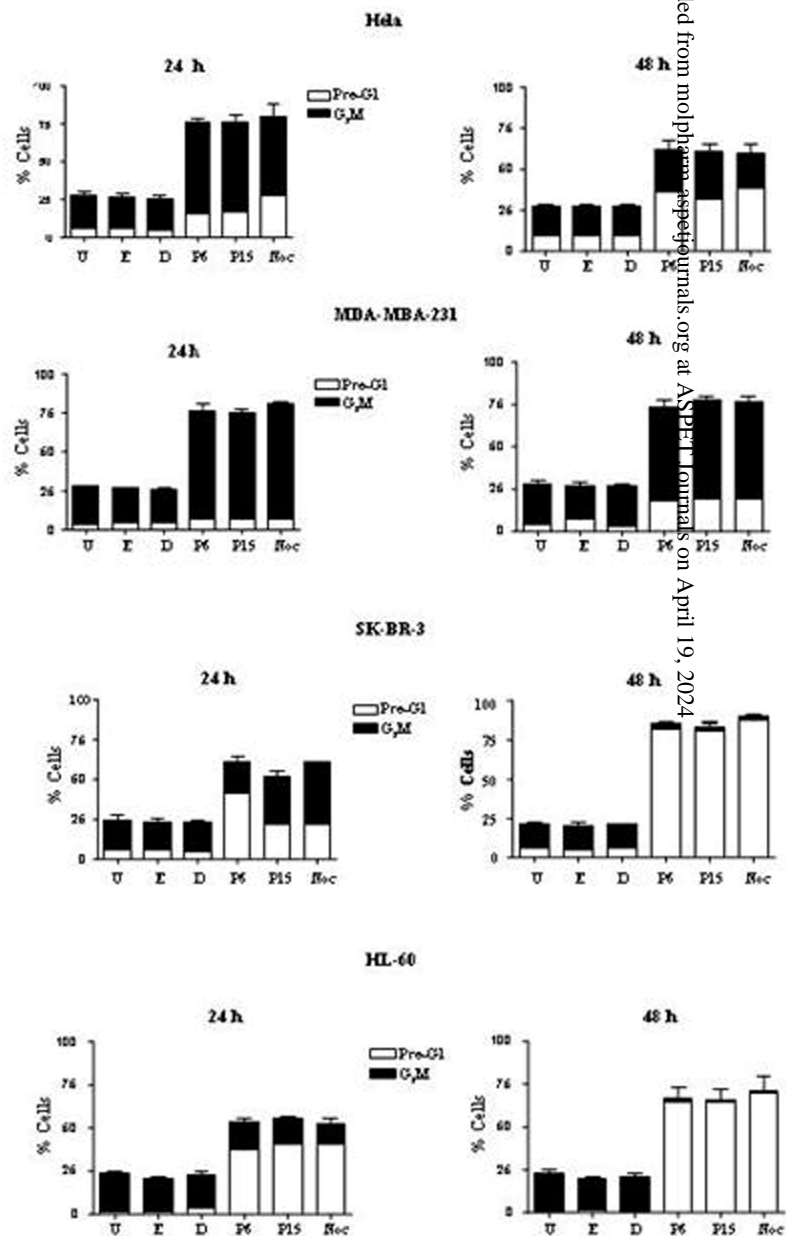 Hela
24 h
48 h
100
75
50
25
0
% Cells
Pre-G1
G2M
U E D P6 P15 Noc
100
75
50
25
0
% Cells
U E D P6 P15 Noc
MDA-MBA-231
24 h
48 h
100
75
50
25
0
% Cells
Pre-G1
G2M
U E D P6 P15 Noc
100
75
50
25
0
% Cells
U E D P6 P15 Noc
SK-BR-3
24 h
48 h
100
75
50
25
0
% Cells
Pre-G1
G2M
U E D P6 P15 Noc
100
75
50
25
0
% Cells
U E D P6 P15 Noc
HL-60
24 h
48 h
100
75
50
25
0
% Cells
Pre-G1
G2M
U E D P6 P15 Noc
100
75
50
25
0
% Cells
U E D P6 P15 Noc
ded from molpharm.aspetjournals.org at ASPET Journals on April 19, 2024